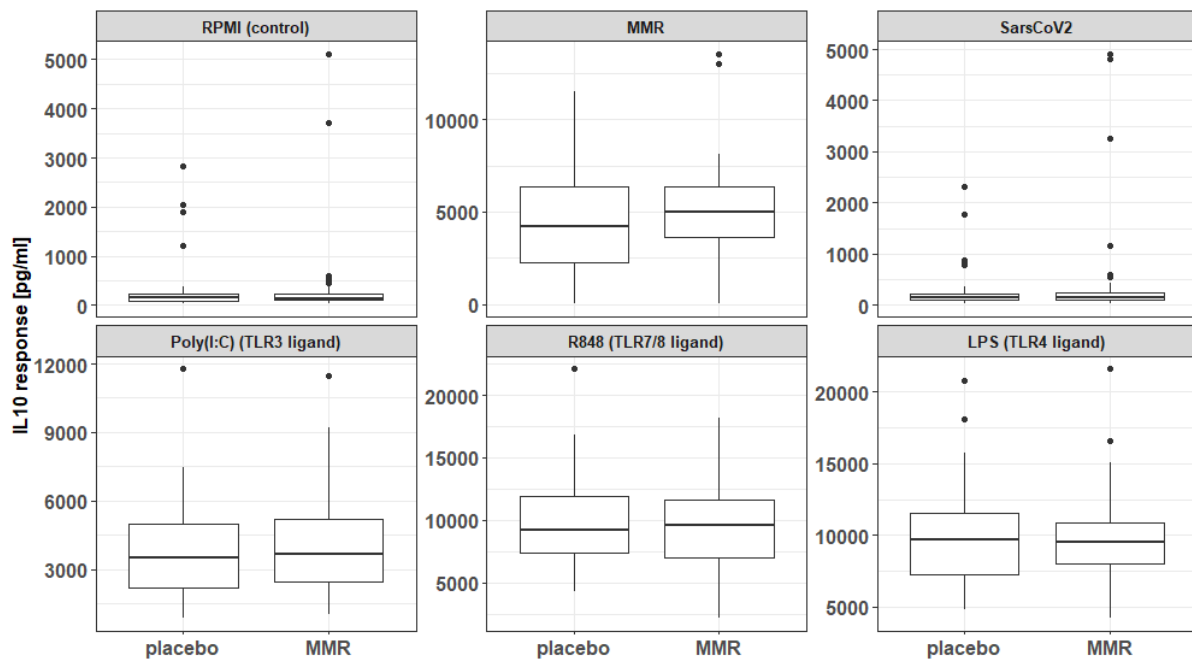 RPMI (control)
MMR
SarsCoV2
IL10 response [pg/ml]
5000
4000
3000
2000
1000
0
10000
5000
0
5000
4000
3000
2000
1000
0
Poly(I:C) (TLR3 ligand)
R848 (TLR7/8 ligand)
LPS (TLR4 ligand)
12000
9000
6000
3000
20000
15000
10000
5000
20000
15000
10000
5000
placebo MMR
placebo MMR
placebo MMR